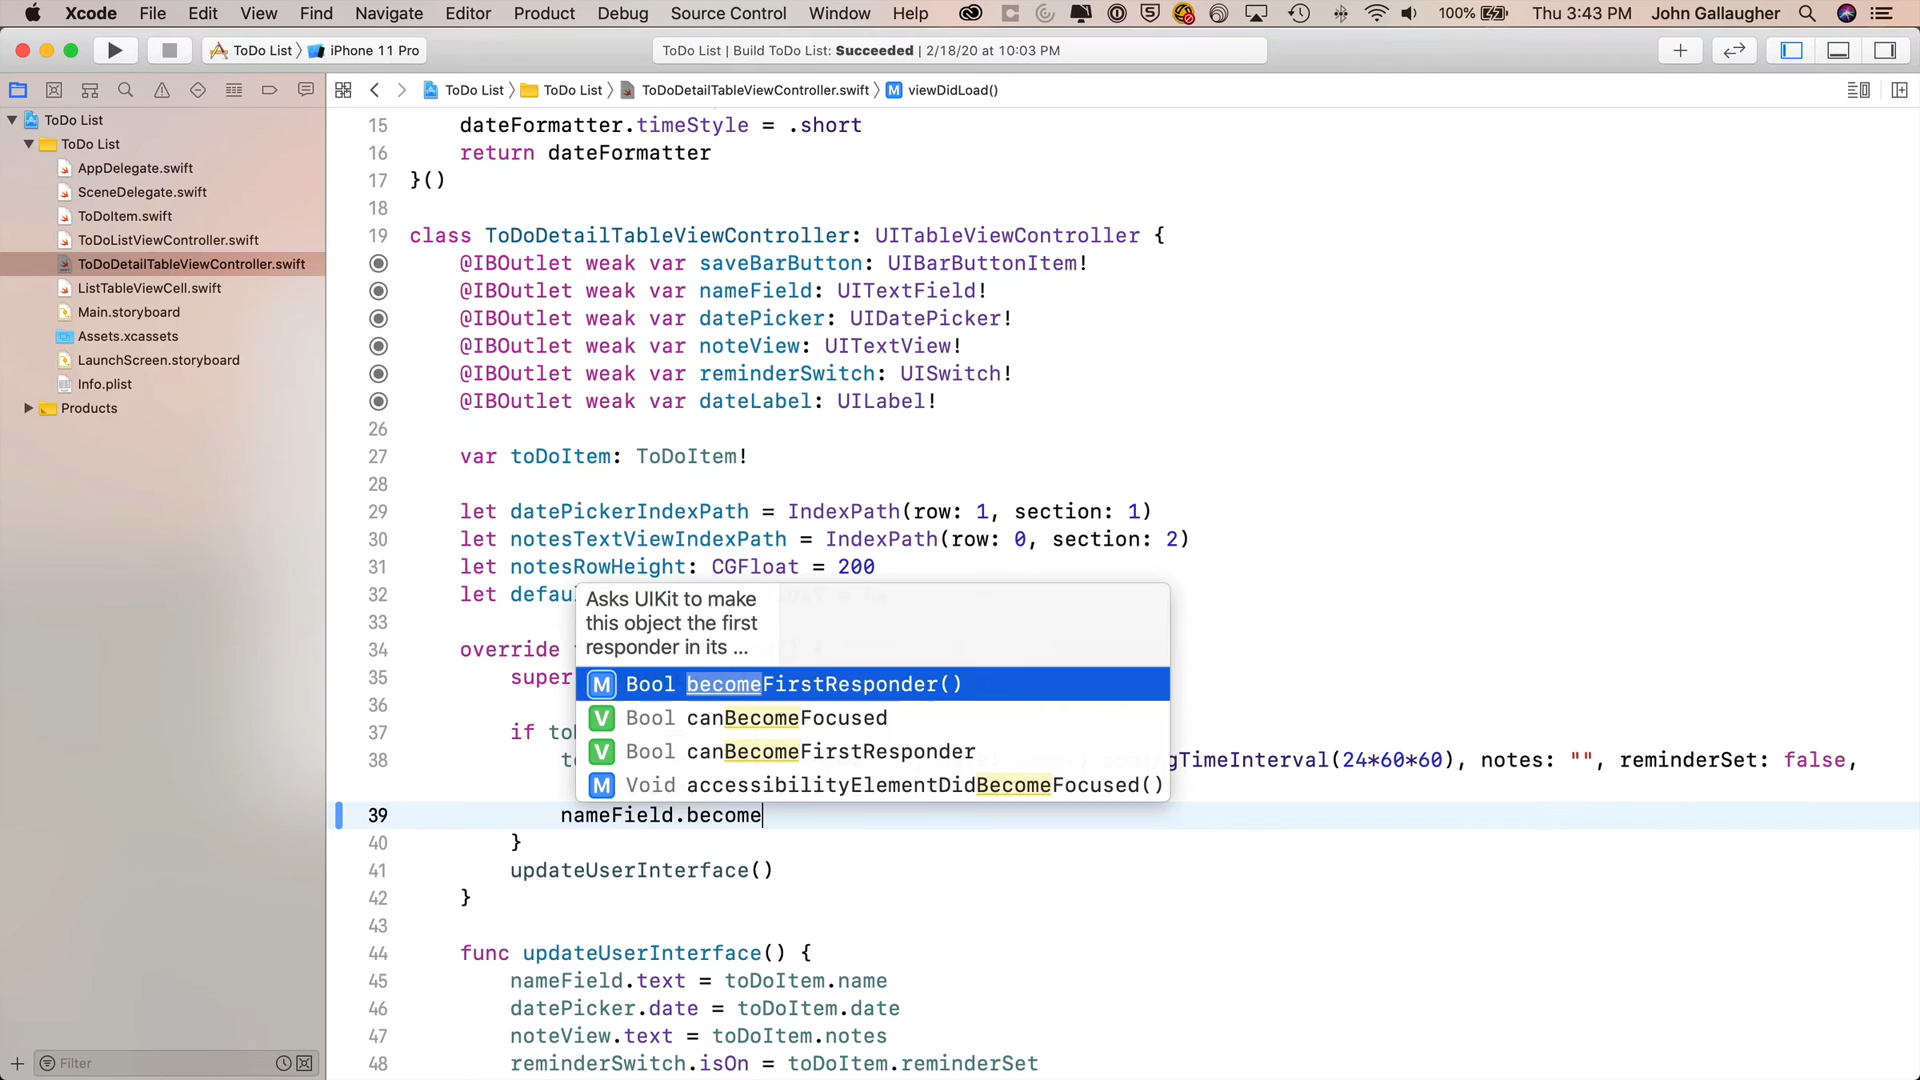 Xcode File Edit View Find Navigate Editor Product Debug Source Control Window Help 100% Thu 3:43 PM John Gallaugher
ToDo List iPhone 11 Pro ToDo List | Build ToDo List: Succeeded | 2/18/20 at 10:03 PM
ToDo List ToDo List ToDoDetailTableViewController.swift M viewDidLoad()
ToDo List
ToDo List
AppDelegate.swift
SceneDelegate.swift
ToDoItem.swift
ToDoListViewController.swift
ToDoDetailTableViewController.swift
ListTableViewCell.swift
Main.storyboard
Assets.xcassets
LaunchScreen.storyboard
Info.plist
Products
Filter
15 dateFormatter.timeStyle = .short
16 return dateFormatter
17 }()
18
19 class ToDoDetailTableViewController: UITableViewController {
@IBOutlet weak var saveBarButton: UIBarButtonItem!
@IBOutlet weak var nameField: UITextField!
@IBOutlet weak var datePicker: UIDatePicker!
@IBOutlet weak var noteView: UITextView!
@IBOutlet weak var reminderSwitch: UISwitch!
@IBOutlet weak var dateLabel: UILabel!
26
27 var toDoItem: ToDoItem!
28
29 let datePickerIndexPath = IndexPath(row: 1, section: 1)
30 let notesTextViewIndexPath = IndexPath(row: 0, section: 2)
31 let notesRowHeight: CGFloat = 200
32 let defau
Asks UIKit to make
this object the first
responder in its ...
33
34 override
35 super
M Bool becomeFirstResponder()
36
V Bool canBecomeFocused
37 if to
V Bool canBecomeFirstResponder
38 gTimeInterval(24*60*60), notes: "", reminderSet: false,
M Void accessibilityElementDidBecomeFocused()
39 nameField.become
40 }
41 updateUserInterface()
42 }
43
44 func updateUserInterface() {
45 nameField.text = toDoItem.name
46 datePicker.date = toDoItem.date
47 noteView.text = toDoItem.notes
48 reminderSwitch.isOn = toDoItem.reminderSet